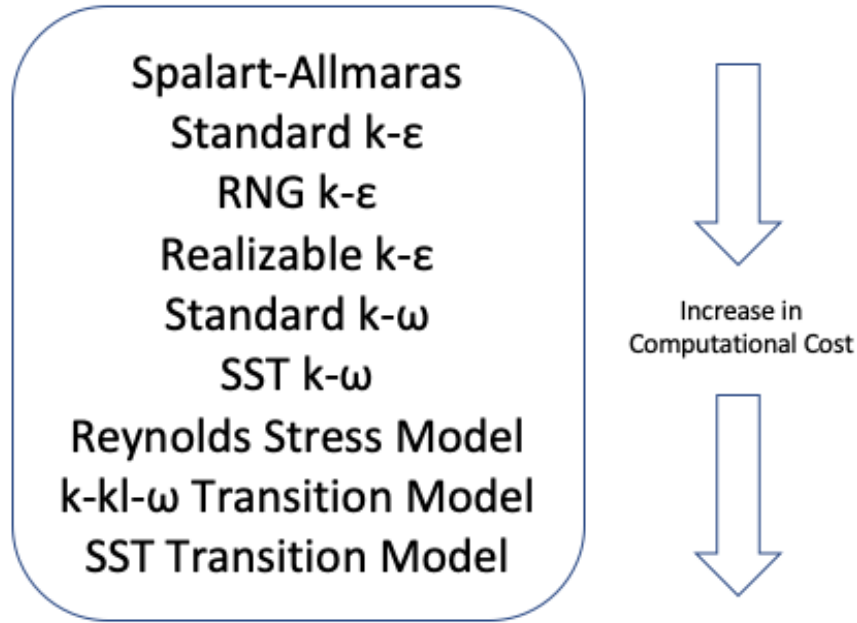 Spalart-Allmaras
Standard k-ε
RNG k-ε
Realizable k-ε
Standard k-ω
SST k-ω
Reynolds Stress Model
k-kl-ω Transition Model
SST Transition Model
Increase in
Computational Cost